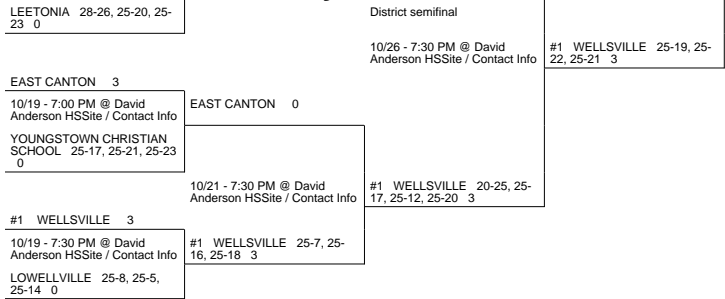 LEETONIA 28-26, 25-20, 25-
23 0
District semifinal
10/26 - 7:30 PM @ David
Anderson HSSite / Contact Info
#1 WELLSVILLE 25-19, 25-
22, 25-21 3
EAST CANTON 3
10/19 - 7:00 PM @ David
Anderson HSSite / Contact Info
EAST CANTON 0
YOUNGSTOWN CHRISTIAN
SCHOOL 25-17, 25-21, 25-23
0
10/21 - 7:30 PM @ David
Anderson HSSite / Contact Info
#1 WELLSVILLE 20-25, 25-
17, 25-12, 25-20 3
#1 WELLSVILLE 3
10/19 - 7:30 PM @ David
Anderson HSSite / Contact Info
#1 WELLSVILLE 25-7, 25-
16, 25-18 3
LOWELLVILLE 25-8, 25-5,
25-14 0